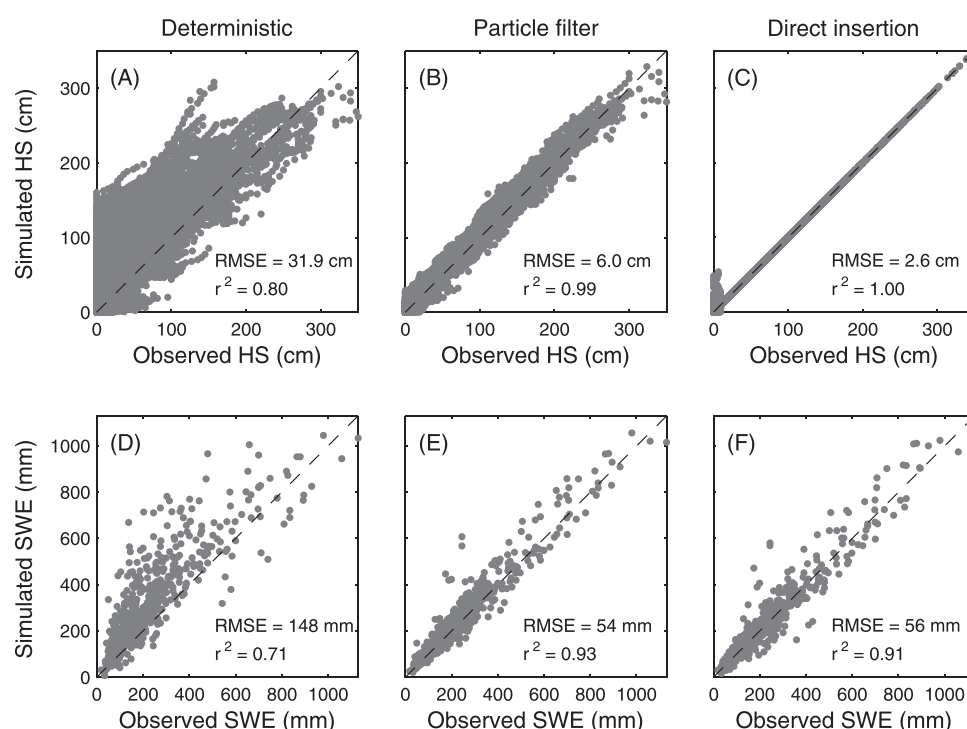 Deterministic
Particle filter
Direct insertion
(A)
(B)
(C)
Simulated HS (cm)
300
200
100
0
RMSE = 31.9 cm
r² = 0.80
RMSE = 6.0 cm
r² = 0.99
RMSE = 2.6 cm
r² = 1.00
0 100 200 300
0 100 200 300
0 100 200 300
Observed HS (cm)
Observed HS (cm)
Observed HS (cm)
(D)
(E)
(F)
Simulated SWE (mm)
1000
800
600
400
200
0
RMSE = 148 mm
r² = 0.71
RMSE = 54 mm
r² = 0.93
RMSE = 56 mm
r² = 0.91
0 200 400 600 800 1000
0 200 400 600 800 1000
0 200 400 600 800 1000
Observed SWE (mm)
Observed SWE (mm)
Observed SWE (mm)